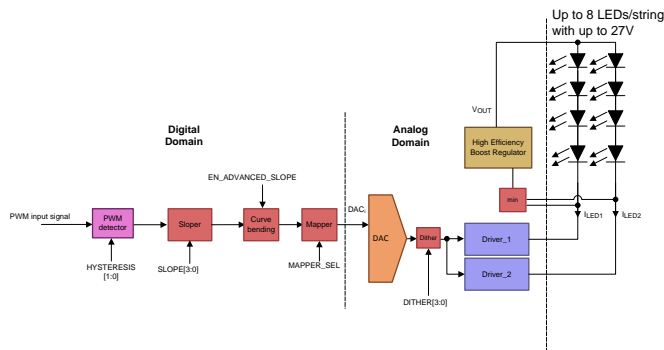 Up to 8 LEDs/string
with up to 27V
VOUT
Digital
Domain
Analog
Domain
High Efficiency
Boost Regulator
EN_ADVANCED_SLOPE
min
DAC,
ILED1
ILED2
PWM input signal
PWM
detector
Sloper
Curve
bending
Mapper
DAC
Dither
Driver_1
Driver_2
HYSTERESIS
[1:0]
SLOPE[3:0]
MAPPER_SEL
DITHER[3:0]